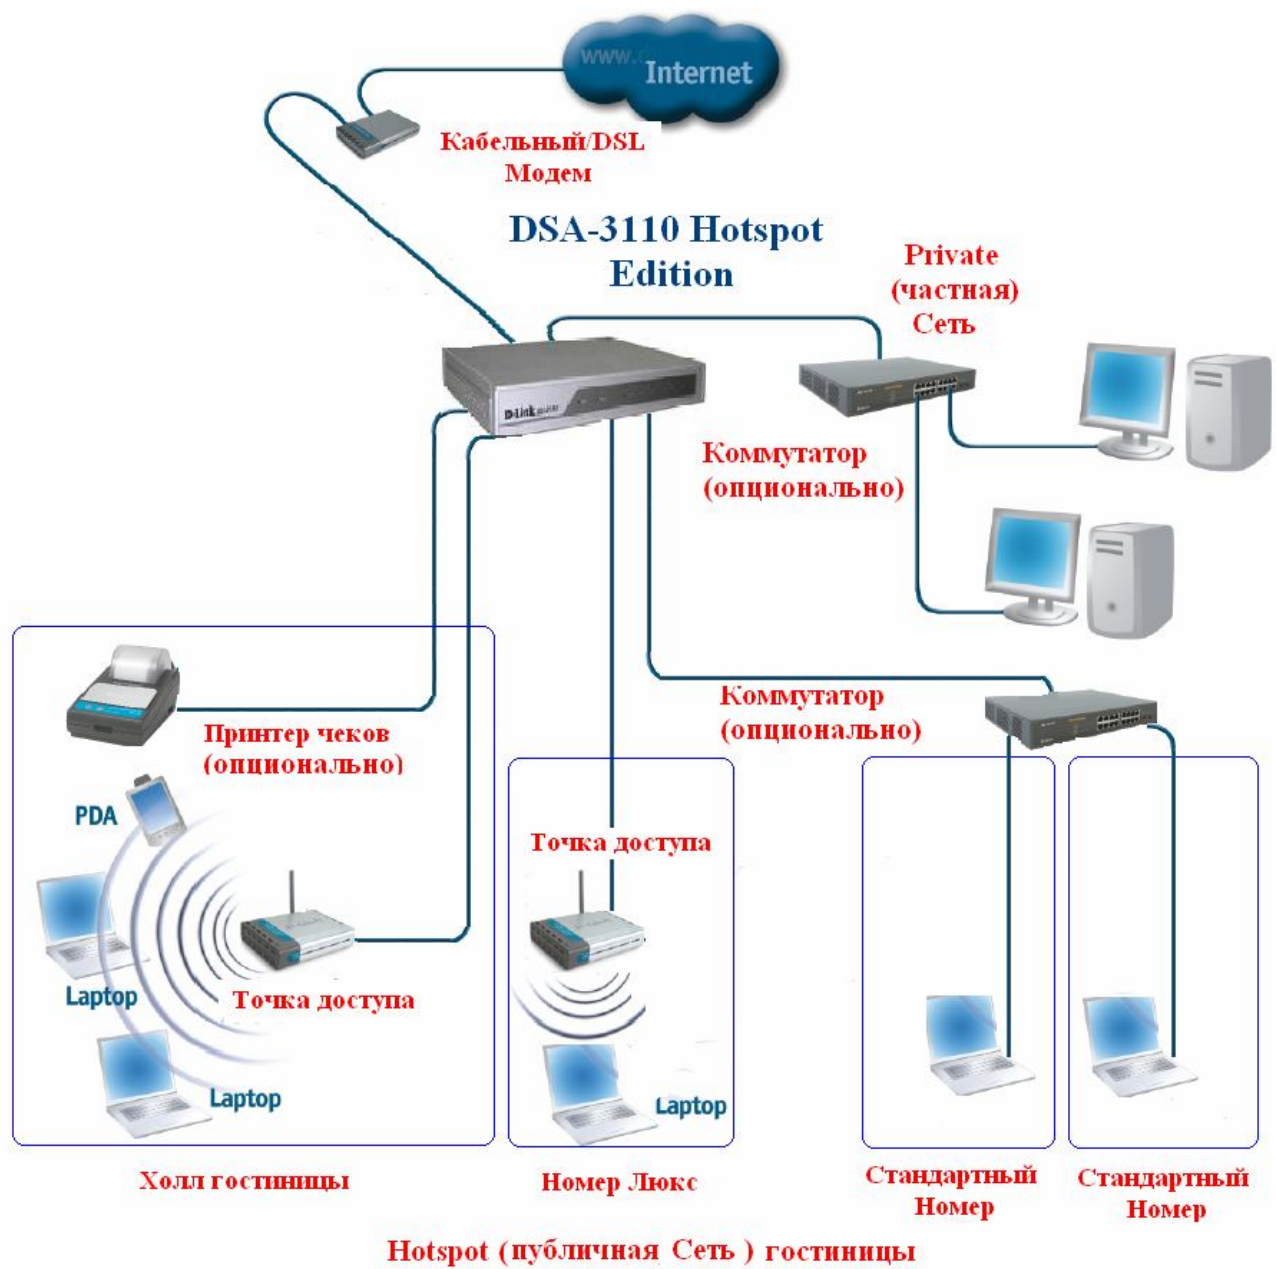 www.
Internet
Кабельный/DSL
Модем
DSA-3110 Hotspot
Edition
Private
(частная)
Сеть
D-Link
Коммутатор
(опционально)
Коммутатор
(опционально)
Принтер чеков
(опционально)
PDA
Точка доступа
Laptop
Точка доступа
Laptop
Laptop
Холл гостиницы
Номер Люкс
Стандартный
Номер
Стандартный
Номер
Hotspot (публичная Сеть ) гостиницы